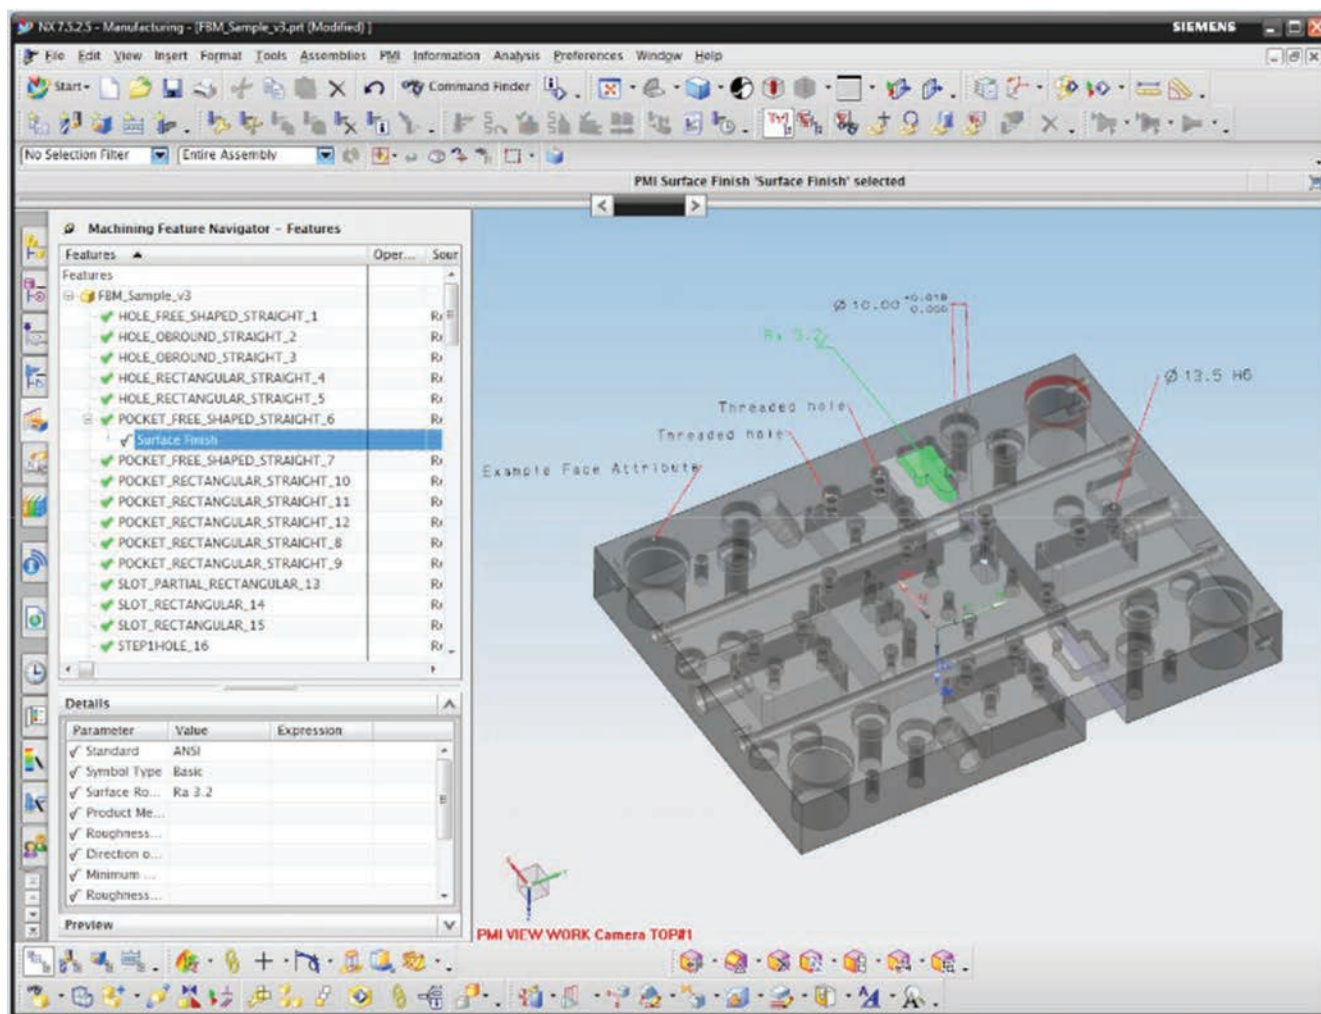 NX 7.5.2.5 - Manufacturing - [FBM_Sample_v3.prt (Modified) ]
SIEMENS
File Edit View Insert Format Tools Assemblies PMI Information Analysis Preferences Window Help
Start
Command Finder
No Selection Filter
Entire Assembly
PMI Surface Finish 'Surface Finish' selected
Machining Feature Navigator - Features
Features Oper... Sour
Features
FBM_Sample_v3
HOLE_FREE_SHAPED_STRAIGHT_1
HOLE_OBROUND_STRAIGHT_2
HOLE_OBROUND_STRAIGHT_3
HOLE_RECTANGULAR_STRAIGHT_4
HOLE_RECTANGULAR_STRAIGHT_5
POCKET_FREE_SHAPED_STRAIGHT_6
Surface Finish
POCKET_FREE_SHAPED_STRAIGHT_7
POCKET_RECTANGULAR_STRAIGHT_10
POCKET_RECTANGULAR_STRAIGHT_11
POCKET_RECTANGULAR_STRAIGHT_12
POCKET_RECTANGULAR_STRAIGHT_8
POCKET_RECTANGULAR_STRAIGHT_9
SLOT_PARTIAL_RECTANGULAR_13
SLOT_RECTANGULAR_14
SLOT_RECTANGULAR_15
STEP1HOLE_16
Details
Parameter Value Expression
Standard ANSI
Symbol Type Basic
Surface Ro... Ra 3.2
Product Me...
Roughness...
Direction o...
Minimum ...
Roughness...
Preview
Ø 10.00 +0.018 0.000
Ra 3.2
Ø 13.5 H6
Threaded hole
Threaded hole
Example Face Attribute
PMI VIEW WORK Camera TOP#1